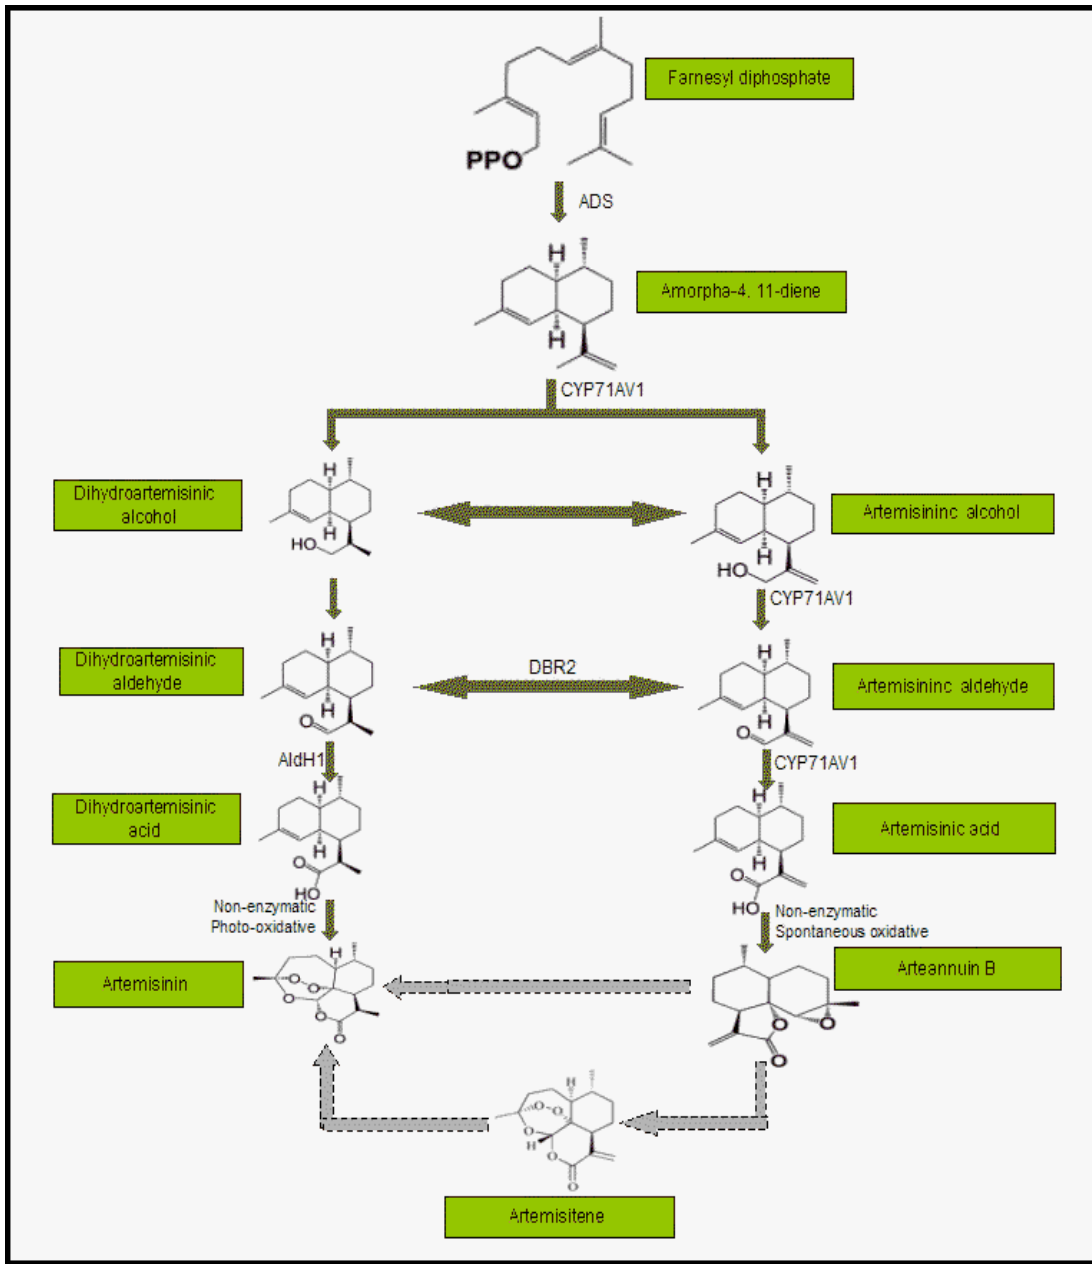 Farnesyl diphosphate
PPO
ADS
H
Amorpha-4, 11-diene
H
CYP71AV1
Dihydroartemisinic
alcohol
H
H
HO
H
Artemisininc alcohol
H
HO
CYP71AV1
Dihydroartemisinic
aldehyde
H
H
O
DBR2
H
Artemisininc aldehyde
H
O
AldH1
CYP71AV1
Dihydroartemisinic
acid
H
H
O
HO
H
Artemisinic acid
H
O
HO
Non-enzymatic
Photo-oxidative
Non-enzymatic
Spontaneous oxidative
Artemisinin
H
O
O
O
O
O
Arteannuin B
O
O
O
H
O
O
O
H
O
O
Artemisitene